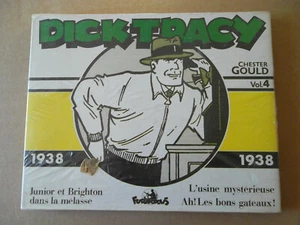 DICK TRACY
CHESTER
GOULD
Vol.4
1938
1938
Junior et Brighton
dans la melasse
L'usine mystérieuse
Ah! Les bons gateaux!
Futuropolis